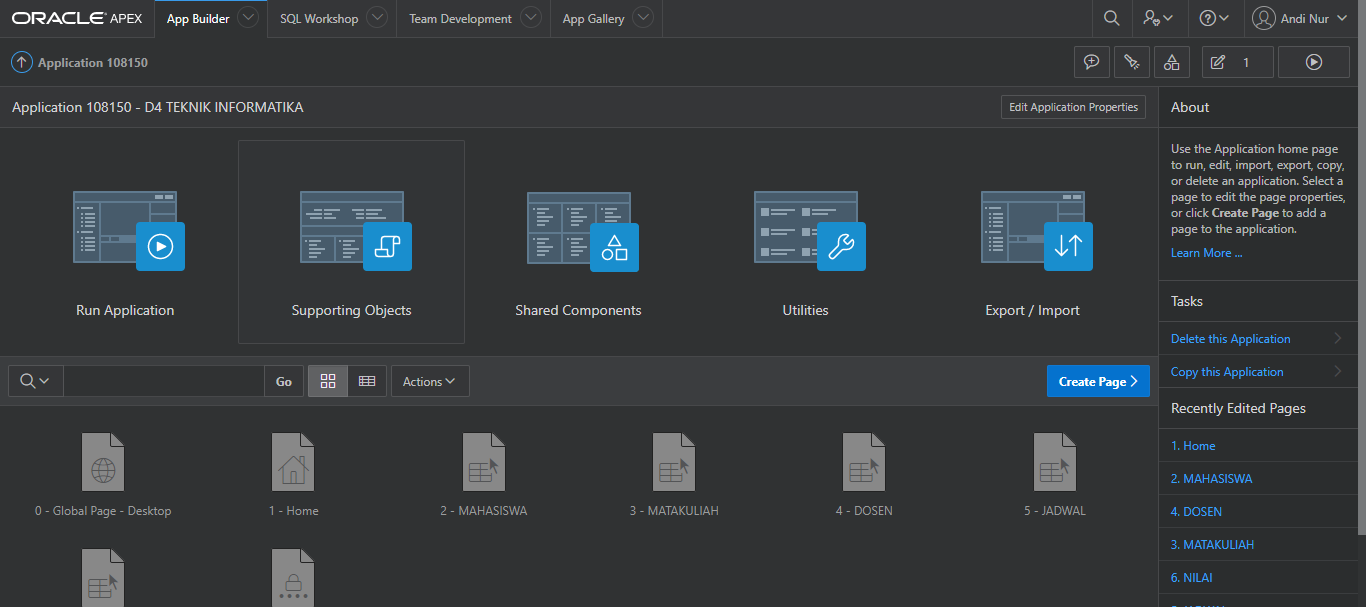 ORACLE APEX
App Builder
SQL Workshop
Team Development
App Gallery
Andi Nur
Application 108150
1
Application 108150 - D4 TEKNIK INFORMATIKA
Edit Application Properties
Run Application
Supporting Objects
Shared Components
Utilities
Export / Import
Go
Actions
Create Page
0 - Global Page - Desktop
1 - Home
2 - MAHASISWA
3 - MATAKULIAH
4 - DOSEN
5 - JADWAL
About
Use the Application home page
to run, edit, import, export, copy,
or delete an application. Select a
page to edit the page properties,
or click Create Page to add a
page to the application.
Learn More ...
Tasks
Delete this Application
Copy this Application
Recently Edited Pages
1. Home
2. MAHASISWA
4. DOSEN
3. MATAKULIAH
6. NILAI